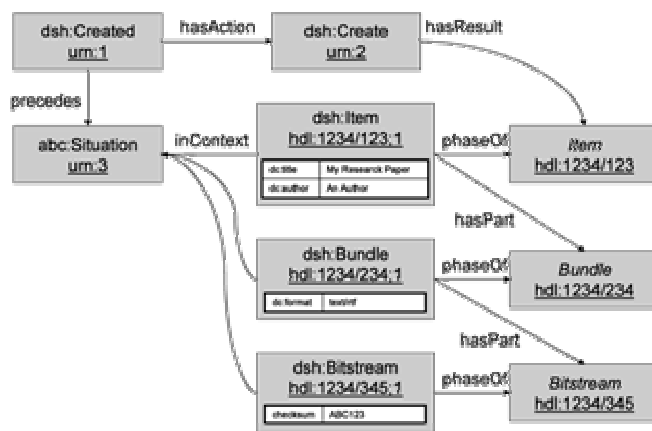 dsh:Created
urn:1
hasAction
dsh:Create
urn:2
hasResult
precedes
abc:Situation
urn:3
inContext
dsh:Item
hdl:1234/123;1
dc:title My Research Paper
dc:author An Author
phaseOf
Item
hdl:1234/123
hasPart
dsh:Bundle
hdl:1234/234;1
dc:format text/rtf
phaseOf
Bundle
hdl:1234/234
hasPart
dsh:Bitstream
hdl:1234/345;1
checksum ABC123
phaseOf
Bitstream
hdl:1234/345